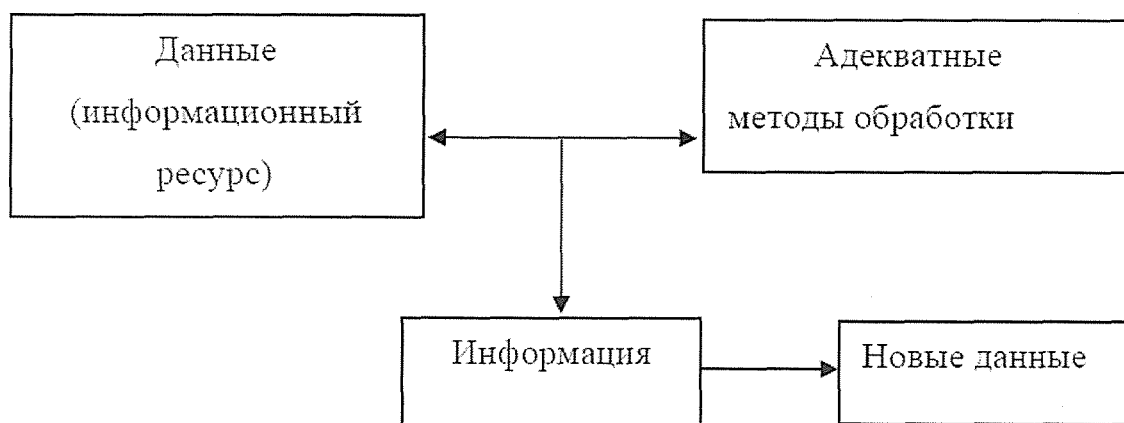 Данные
(информационный
ресурс)
Адекватные
методы обработки
Информация
Новые данные